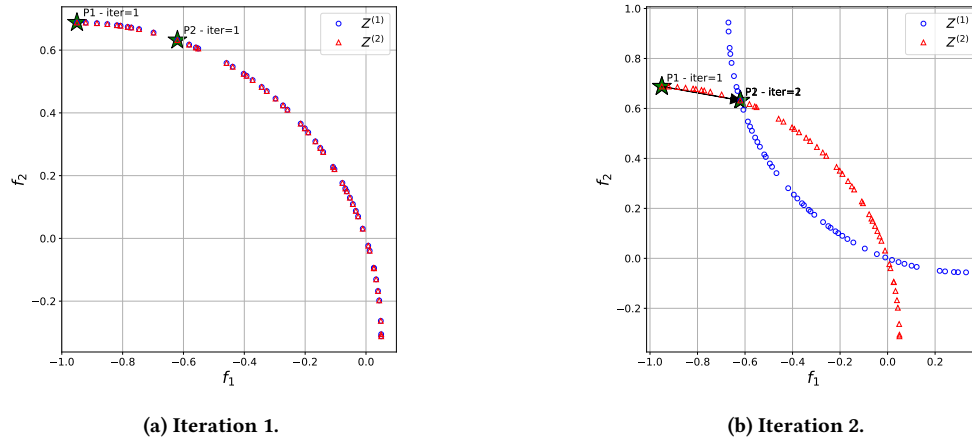 P1 - iter=1
P2 - iter=1
Z^{(1)}
Z^{(2)}
0.6
0.4
0.2
0.0
−0.2
f_2
−1.0 −0.8 −0.6 −0.4 −0.2 0.0
f_1
(a) Iteration 1.
P1 - iter=1
P2 - iter=2
Z^{(1)}
Z^{(2)}
1.0
0.8
0.6
0.4
0.2
0.0
−0.2
f_2
−1.0 −0.8 −0.6 −0.4 −0.2 0.0 0.2
f_1
(b) Iteration 2.